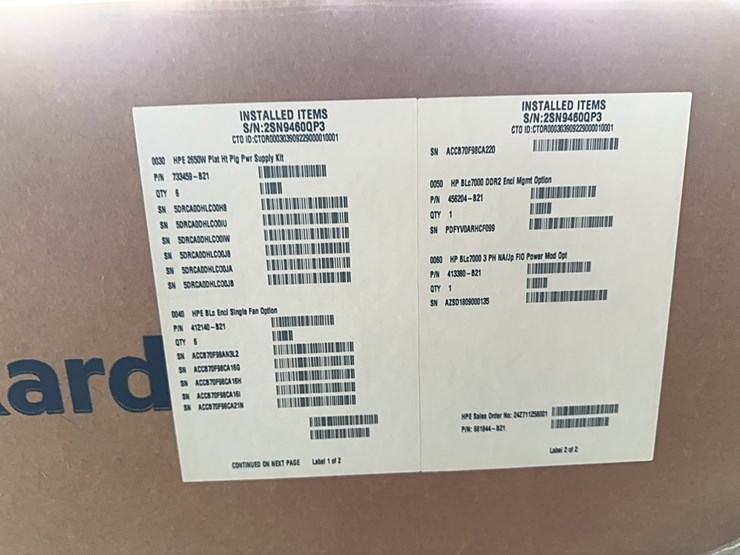 INSTALLED ITEMS
S/N:2SN9460QP3
CTO ID:CTOR000303909229000010001
0030 HPE 2650W Plat Ht Plg Pwr Supply Kit
P/N 733459-B21
QTY 6
SN 5DRCA0DHLC00H8
SN 5DRCA0DHLC00IU
SN 5DRCA0DHLC00IW
SN 5DRCA0DHLC00J8
SN 5DRCA0DHLC00JA
SN 5DRCA0DHLC00JB
0040 HPE BLc Encl Single Fan Option
P/N 412140-B21
QTY 6
SN ACCB70F98AN3L2
SN ACCB70F98CA16G
SN ACCB70F98CA16H
SN ACCB70F98CA16I
SN ACCB70F98CA21N
CONTINUED ON NEXT PAGE Label 1 of 2
INSTALLED ITEMS
S/N:2SN9460QP3
CTO ID:CTOR000303909229000010001
SN ACCB70F98CA220
0050 HP BLc7000 DDR2 Encl Mgmt Option
P/N 456204-B21
QTY 1
SN PDFYV0ARHCF099
0060 HP BLc7000 3 PH NA/Jp FIO Power Mod Opt
P/N 413380-B21
QTY 1
SN AZSD1809000135
HPE Sales Order No: 242711256001
P/N: 681844-B21
Label 2 of 2
ard